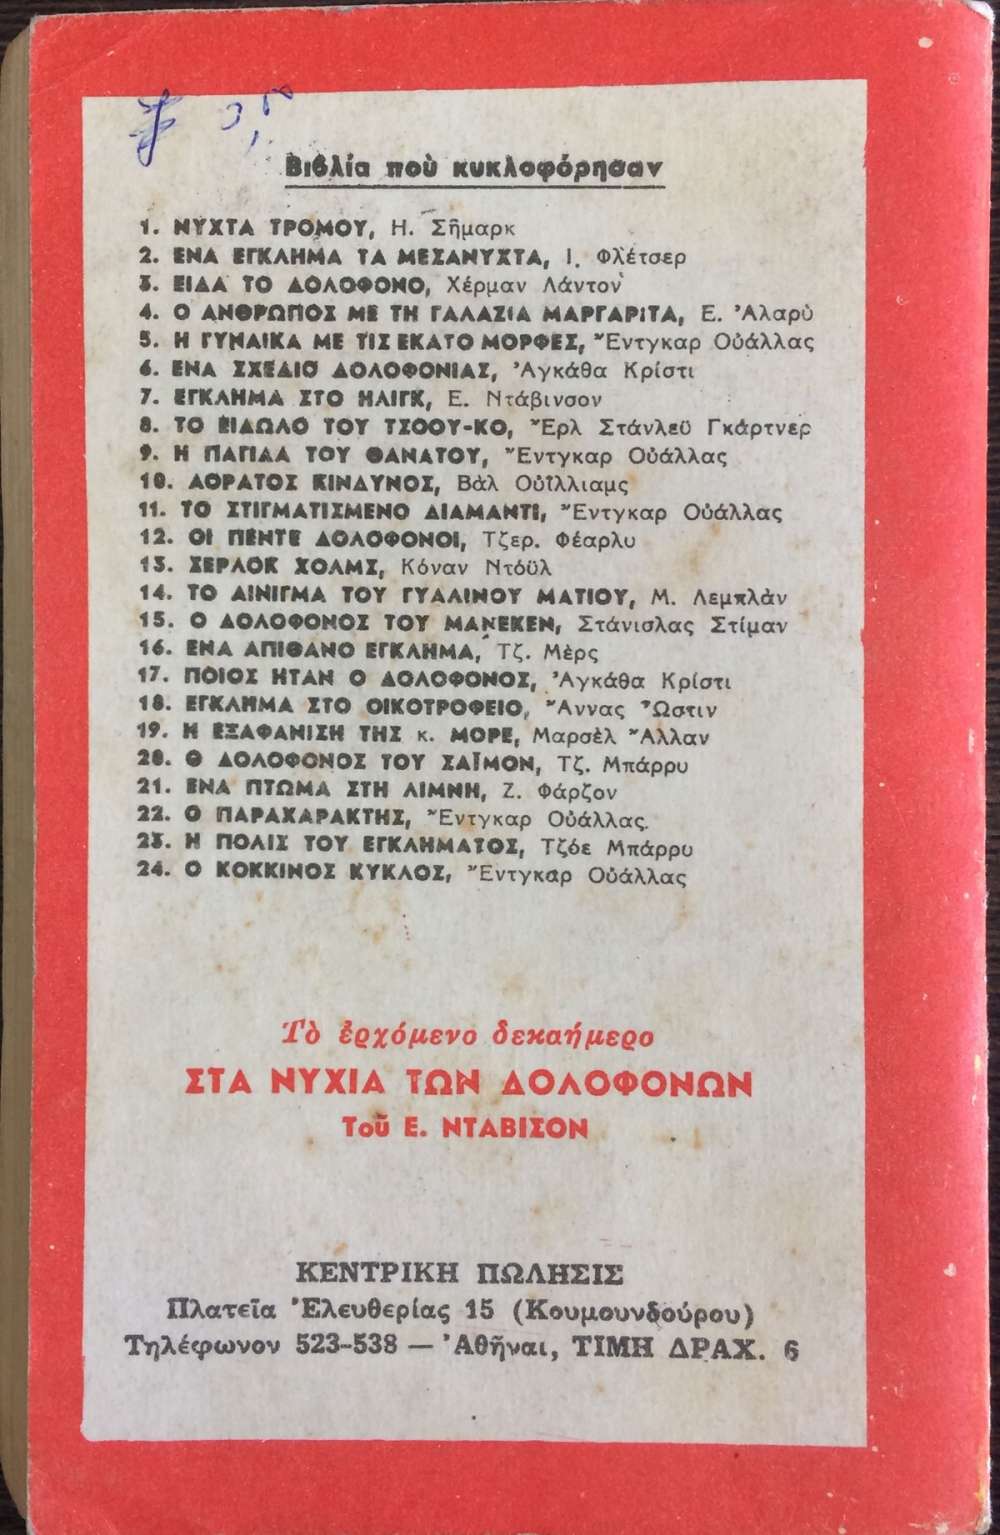 Βιβλία ποὺ κυκλοφόρησαν
1. ΝΥΧΤΑ ΤΡΟΜΟΥ, Η. Σῆμαρκ
2. ΕΝΑ ΕΓΚΛΗΜΑ ΤΑ ΜΕΣΑΝΥΧΤΑ, Ι. Φλέτσερ
3. ΕΙΔΑ ΤΟ ΔΟΛΟΦΟΝΟ, Χέρμαν Λάντον
4. Ο ΑΝΘΡΩΠΟΣ ΜΕ ΤΗ ΓΑΛΑΖΙΑ ΜΑΡΓΑΡΙΤΑ, Ε. Ἀλαρὺ
5. Η ΓΥΝΑΙΚΑ ΜΕ ΤΙΣ ΕΚΑΤΟ ΜΟΡΦΕΣ, Ἔντγκαρ Οὐάλλας
6. ΕΝΑ ΣΧΕΔΙΟ ΔΟΛΟΦΟΝΙΑΣ, Ἀγκάθα Κρίστι
7. ΕΓΚΛΗΜΑ ΣΤΟ ΗΛΙΓΚ, Ε. Ντάβινσον
8. ΤΟ ΕΙΔΩΛΟ ΤΟΥ ΤΣΟΟΥ-ΚΟ, Ἔρλ Στάνλεϋ Γκάρτνερ
9. Η ΠΑΓΙΔΑ ΤΟΥ ΘΑΝΑΤΟΥ, Ἔντγκαρ Οὐάλλας
10. ΑΟΡΑΤΟΣ ΚΙΝΔΥΝΟΣ, Βὰλ Οὐΐλλιαμς
11. ΤΟ ΣΤΙΓΜΑΤΙΣΜΕΝΟ ΔΙΑΜΑΝΤΙ, Ἔντγκαρ Οὐάλλας
12. ΟΙ ΠΕΝΤΕ ΔΟΛΟΦΟΝΟΙ, Τζερ. Φέαρλυ
13. ΣΕΡΛΟΚ ΧΟΛΜΣ, Κόναν Ντόϋλ
14. ΤΟ ΑΙΝΙΓΜΑ ΤΟΥ ΓΥΑΛΙΝΟΥ ΜΑΤΙΟΥ, Μ. Λεμπλὰν
15. Ο ΔΟΛΟΦΟΝΟΣ ΤΟΥ ΜΑΝΕΚΕΝ, Στάνισλας Στίμαν
16. ΕΝΑ ΑΠΙΘΑΝΟ ΕΓΚΛΗΜΑ, Τζ. Μὲρς
17. ΠΟΙΟΣ ΗΤΑΝ Ο ΔΟΛΟΦΟΝΟΣ, Ἀγκάθα Κρίστι
18. ΕΓΚΛΗΜΑ ΣΤΟ ΟΙΚΟΤΡΟΦΕΙΟ, Ἄννας Ὥστιν
19. Η ΕΞΑΦΑΝΙΣΗ ΤΗΣ κ. ΜΟΡΕ, Μαρσὲλ Ἄλλαν
20. Ο ΔΟΛΟΦΟΝΟΣ ΤΟΥ ΣΑΪΜΟΝ, Τζ. Μπάρρυ
21. ΕΝΑ ΠΤΩΜΑ ΣΤΗ ΛΙΜΝΗ, Ζ. Φάρζον
22. Ο ΠΑΡΑΧΑΡΑΚΤΗΣ, Ἔντγκαρ Οὐάλλας.
23. Η ΠΟΛΙΣ ΤΟΥ ΕΓΚΛΗΜΑΤΟΣ, Τζόε Μπάρρυ
24. Ο ΚΟΚΚΙΝΟΣ ΚΥΚΛΟΣ, Ἔντγκαρ Οὐάλλας
Τὸ ἐρχόμενο δεκαήμερο
ΣΤΑ ΝΥΧΙΑ ΤΩΝ ΔΟΛΟΦΟΝΩΝ
Τοῦ Ε. ΝΤΑΒΙΣΟΝ
ΚΕΝΤΡΙΚΗ ΠΩΛΗΣΙΣ
Πλατεῖα Ἐλευθερίας 15 (Κουμουνδούρου)
Τηλέφωνον 523-538 — Ἀθῆναι, ΤΙΜΗ ΔΡΑΧ. 6